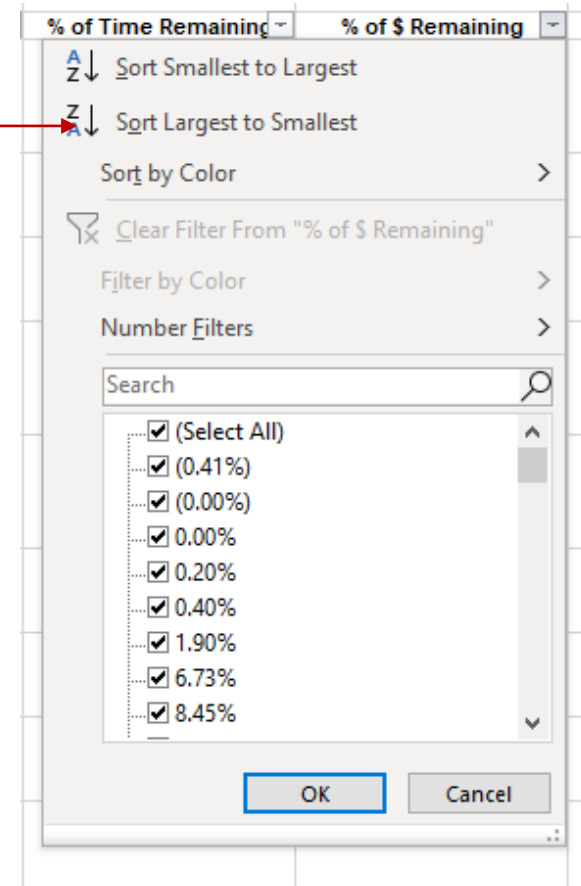 % of Time Remaining % of $ Remaining
Sort Smallest to Largest
Sort Largest to Smallest
Sort by Color
Clear Filter From "% of $ Remaining"
Filter by Color
Number Filters
Search
(Select All)
(0.41%)
(0.00%)
0.00%
0.20%
0.40%
1.90%
6.73%
8.45%
OK Cancel